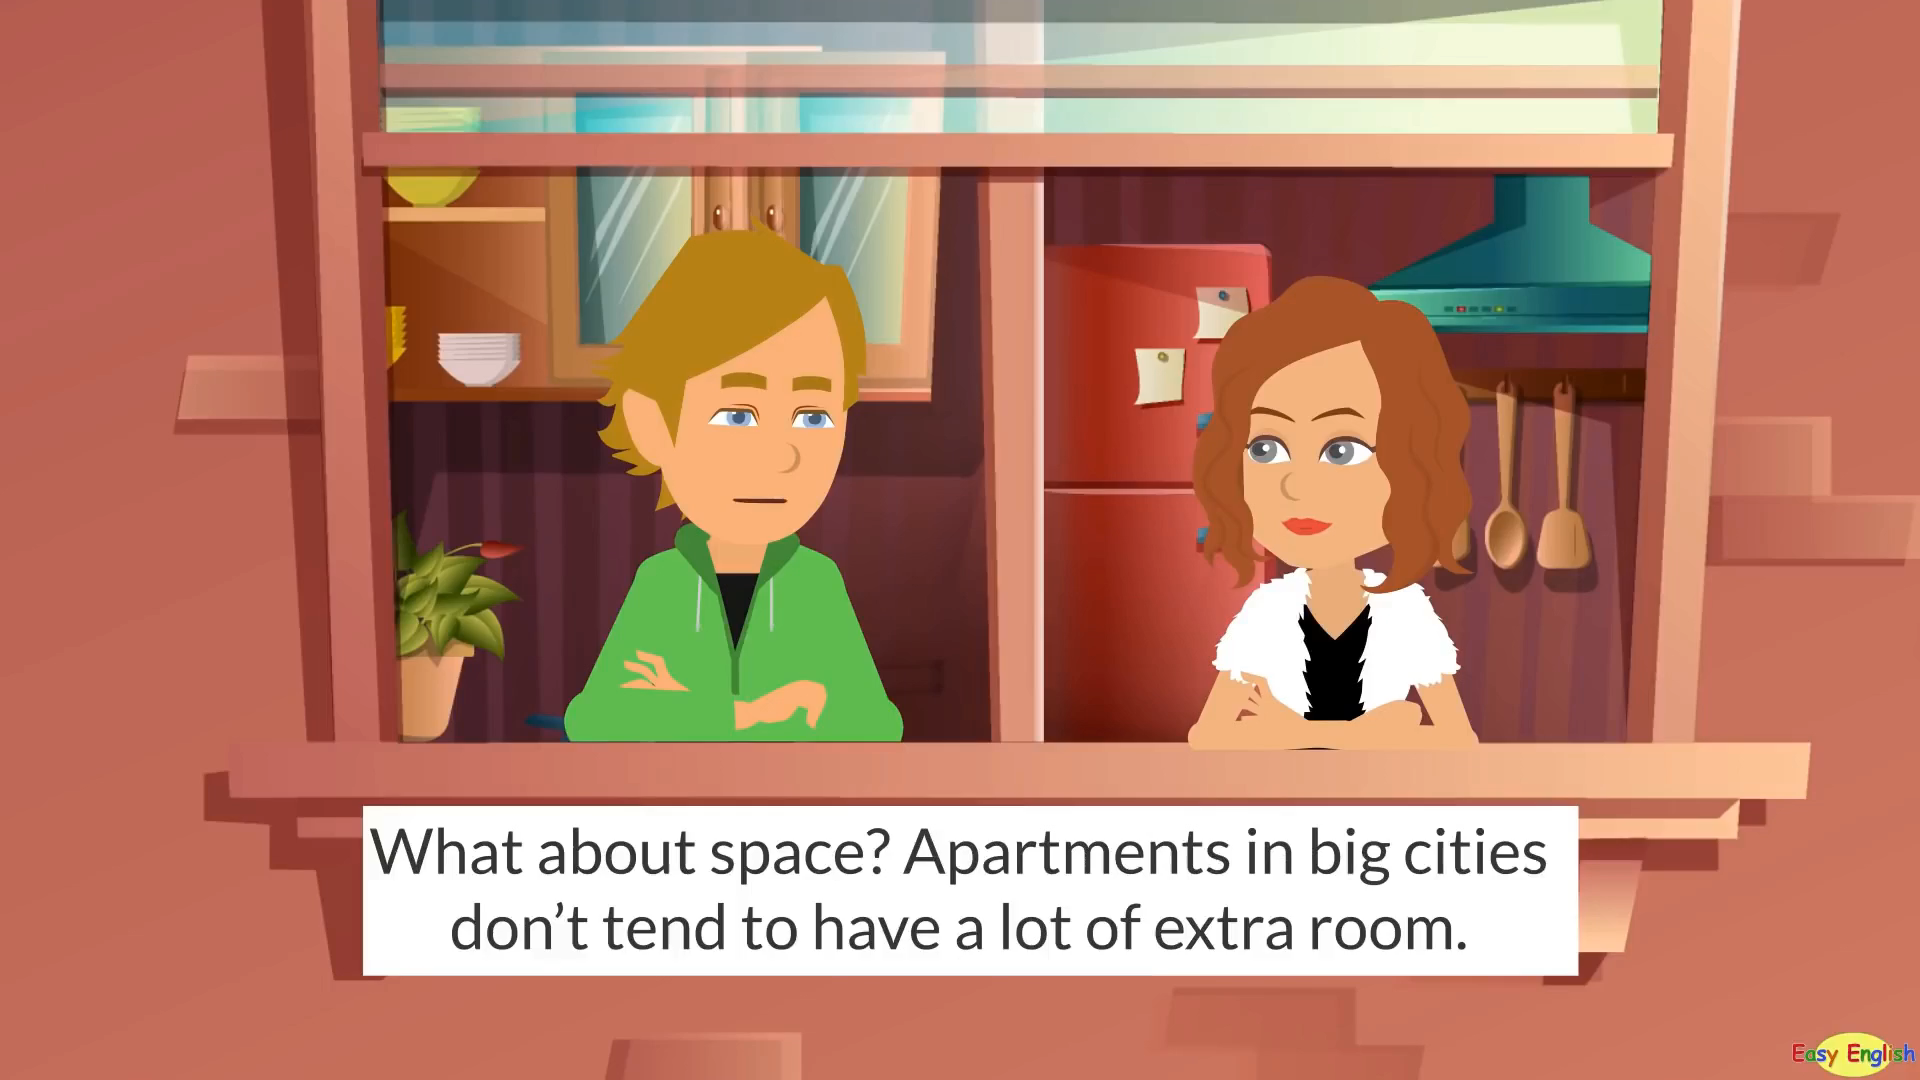 What about space? Apartments in big cities
don’t tend to have a lot of extra room.
Easy English